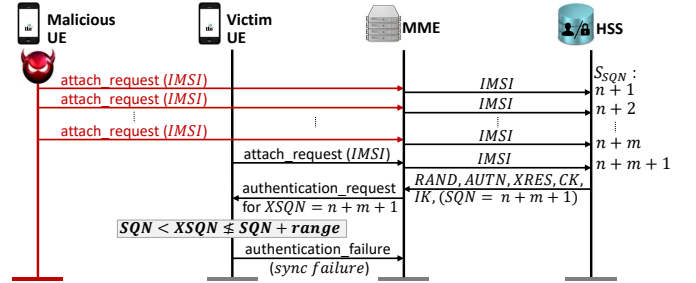 Malicious
UE
Victim
UE
MME
HSS
S_SQN :
attach_request (IMSI)
IMSI
n + 1
attach_request (IMSI)
IMSI
n + 2
attach_request (IMSI)
IMSI
n + m
attach_request (IMSI)
IMSI
n + m + 1
authentication_request
for XSQN = n + m + 1
RAND, AUTN, XRES, CK,
IK, (SQN = n + m + 1)
SQN < XSQN ≰ SQN + range
authentication_failure
(sync failure)